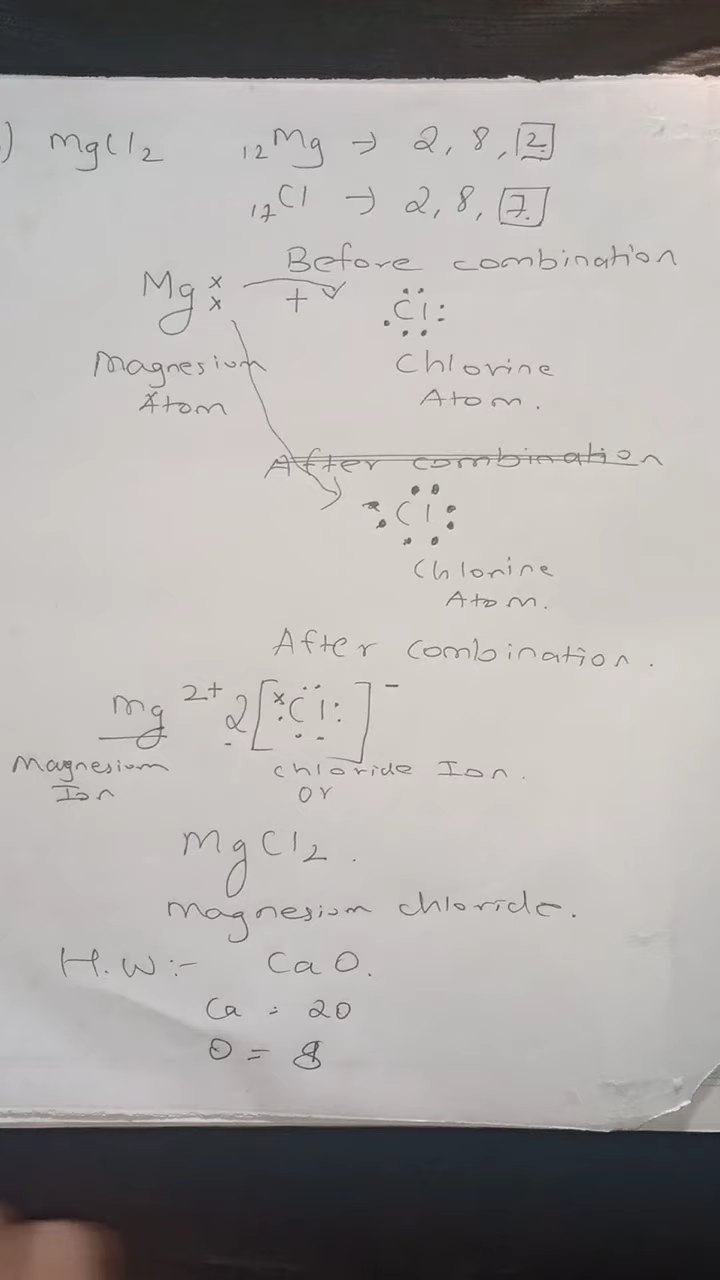 ) MgCl2 12Mg → 2, 8, 2
17Cl → 2, 8, 7
Before combination
Mg + Cl
Magnesium Chlorine
Atom Atom.
After combination
Cl
Chlorine
Atom.
After combination.
Mg 2+ 2[Cl]-
Magnesium chloride Ion.
Ion or
MgCl2.
Magnesium chloride.
H.W:- CaO.
Ca = 20
O = 8